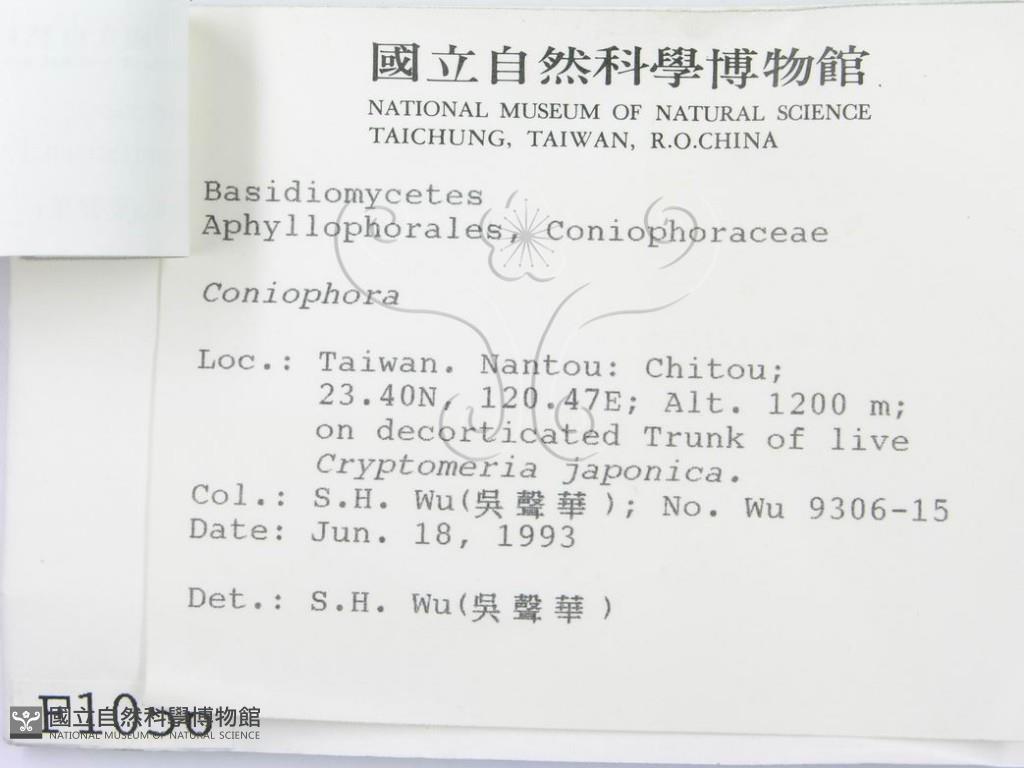 國立自然科學博物館
NATIONAL MUSEUM OF NATURAL SCIENCE
TAICHUNG, TAIWAN, R.O.CHINA
Basidiomycetes
Aphyllophorales, Coniophoraceae
Coniophora
Loc.: Taiwan. Nantou: Chitou;
23.40N, 120.47E; Alt. 1200 m;
on decorticated Trunk of live
Cryptomeria japonica.
Col.: S.H. Wu(吳聲華); No. Wu 9306-15
Date: Jun. 18, 1993
Det.: S.H. Wu(吳聲華)
國立自然科學博物館
NATIONAL MUSEUM OF NATURAL SCIENCE